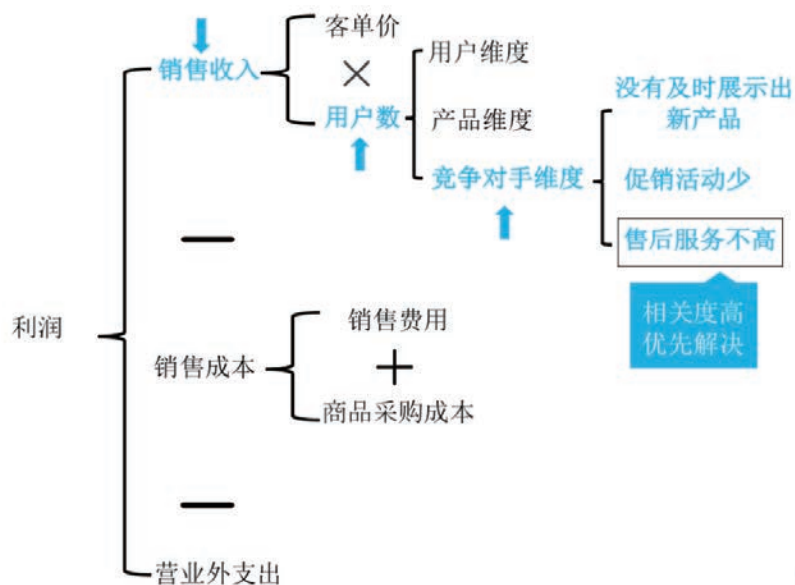 客单价
销售收入
×
用户维度
用户数
产品维度
没有及时展示出
新产品
竞争对手维度
促销活动少
售后服务不高
相关度高
优先解决
—
利润
销售费用
销售成本
+
商品采购成本
—
营业外支出